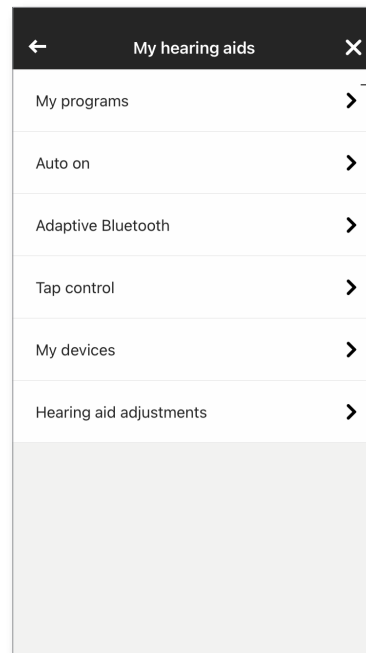 My hearing aids
My programs
Auto on
Adaptive Bluetooth
Tap control
My devices
Hearing aid adjustments